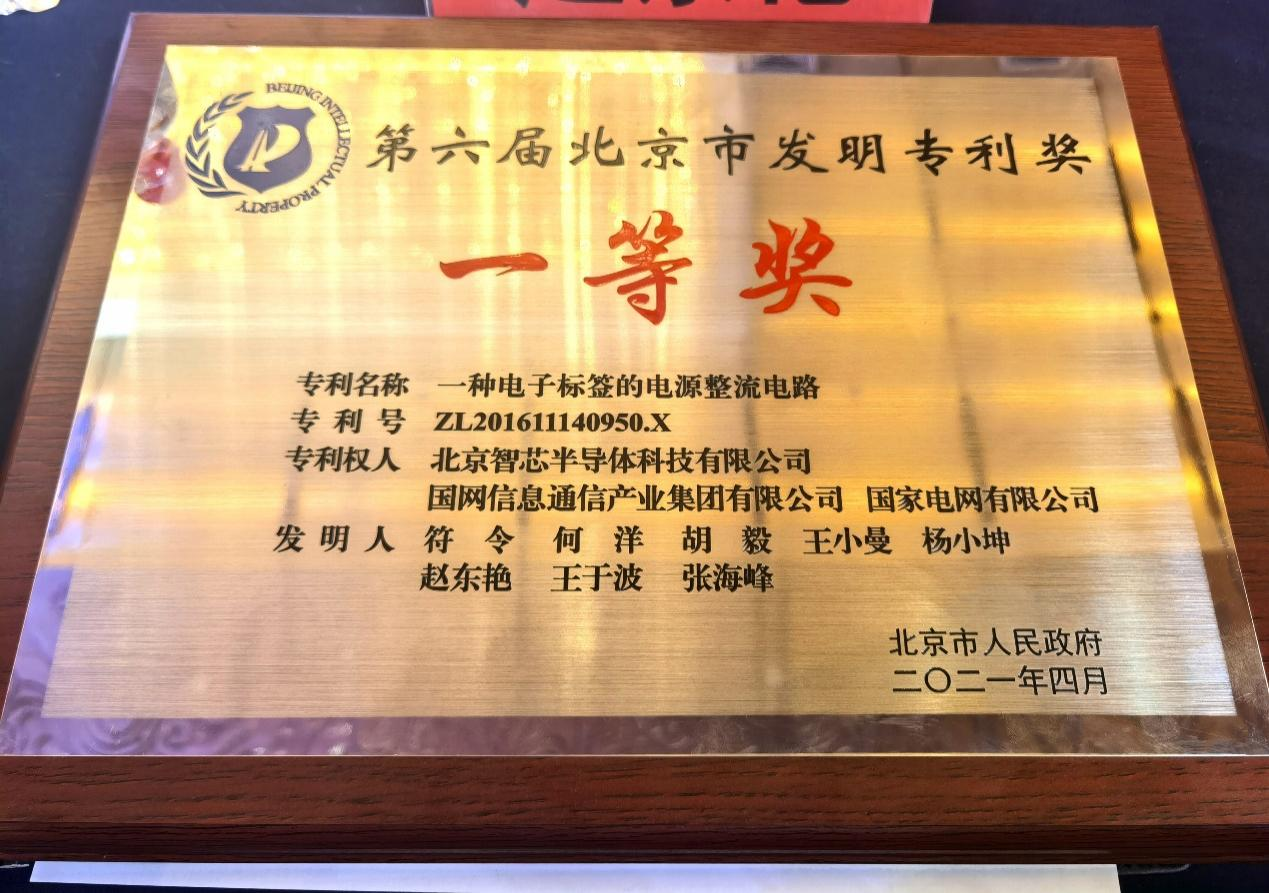 BEIJING INTELLECTUAL PROPERTY
第六届北京市发明专利奖
一等奖
专利名称 一种电子标签的电源整流电路
专利号 ZL201611140950.X
专利权人 北京智芯半导体科技有限公司
国网信息通信产业集团有限公司 国家电网有限公司
发明人 符令 何洋 胡毅 王小曼 杨小坤
赵东艳 王于波 张海峰
北京市人民政府
二〇二一年四月